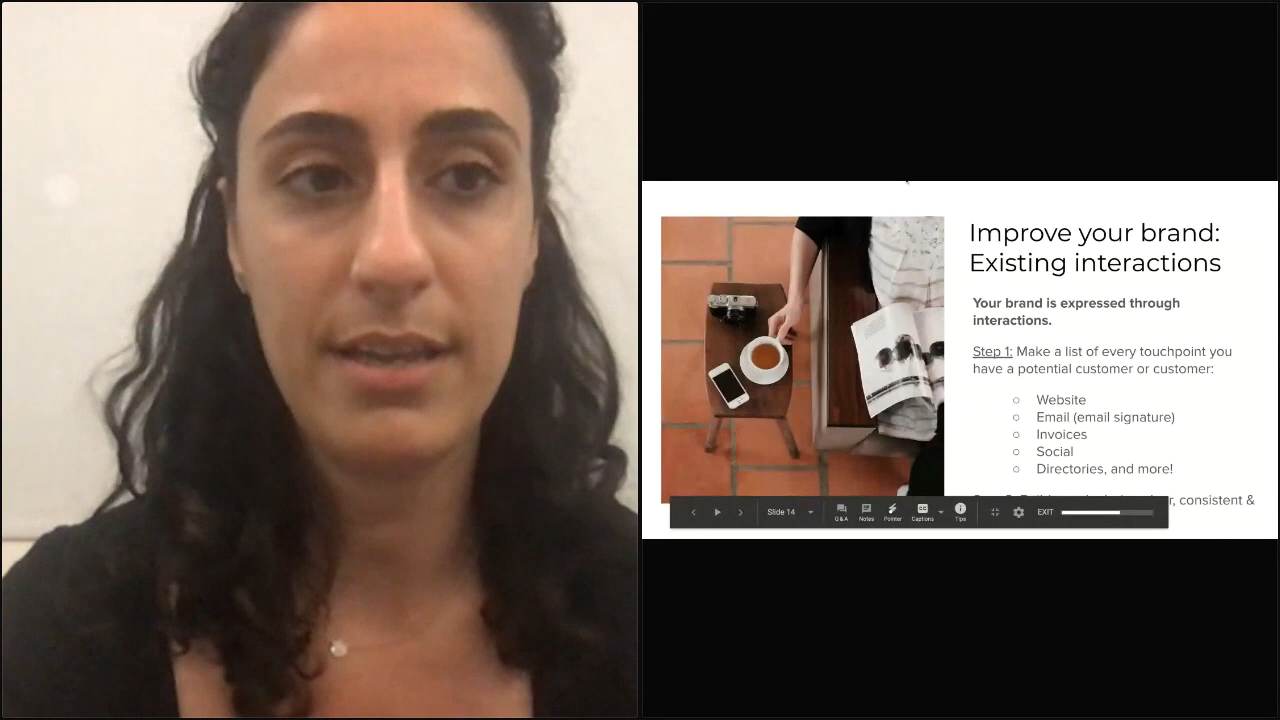 Improve your brand:
Existing interactions
Your brand is expressed through
interactions.
Step 1: Make a list of every touchpoint you
have a potential customer or customer:
○ Website
○ Email (email signature)
○ Invoices
○ Social
○ Directories, and more!
consistent &
Slide 14
Q&A
Notes
Pointer
Captions
Tips
EXIT